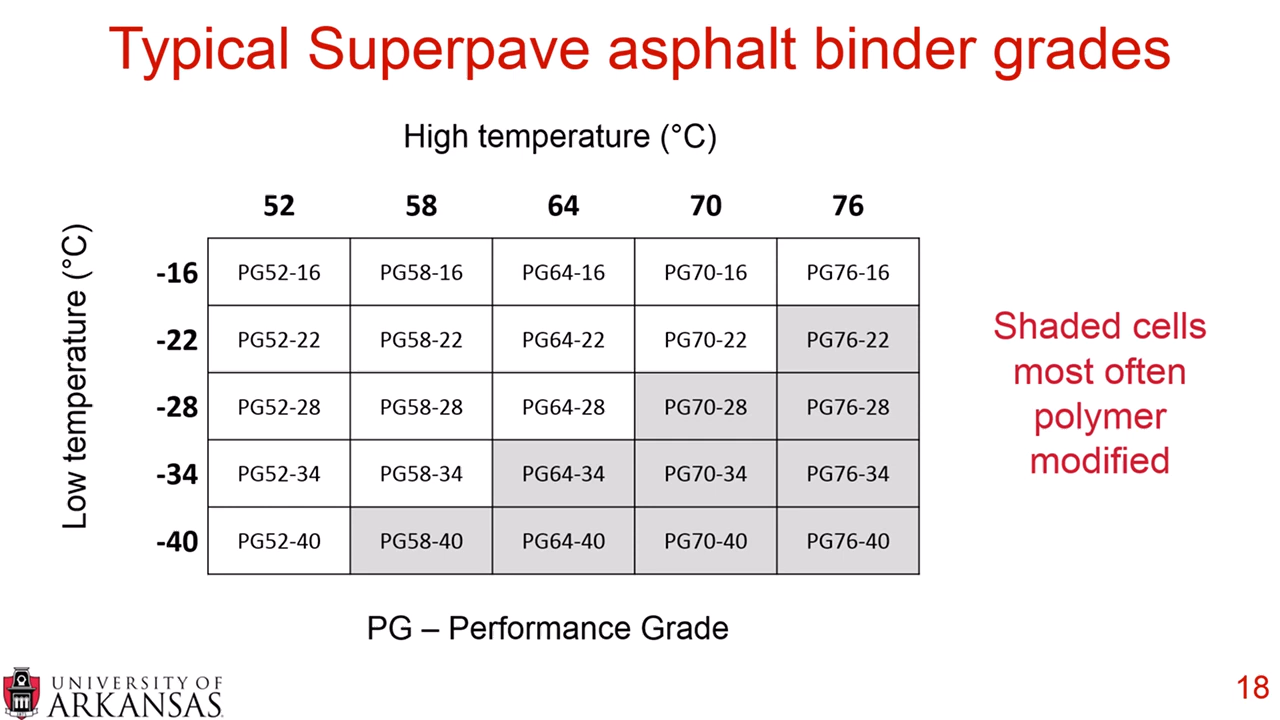 Typical Superpave asphalt binder grades
High temperature (°C)
52 58 64 70 76
Low temperature (°C)
-16 PG52-16 PG58-16 PG64-16 PG70-16 PG76-16
-22 PG52-22 PG58-22 PG64-22 PG70-22 PG76-22
-28 PG52-28 PG58-28 PG64-28 PG70-28 PG76-28
-34 PG52-34 PG58-34 PG64-34 PG70-34 PG76-34
-40 PG52-40 PG58-40 PG64-40 PG70-40 PG76-40
Shaded cells
most often
polymer
modified
PG – Performance Grade
UNIVERSITY OF
ARKANSAS
18